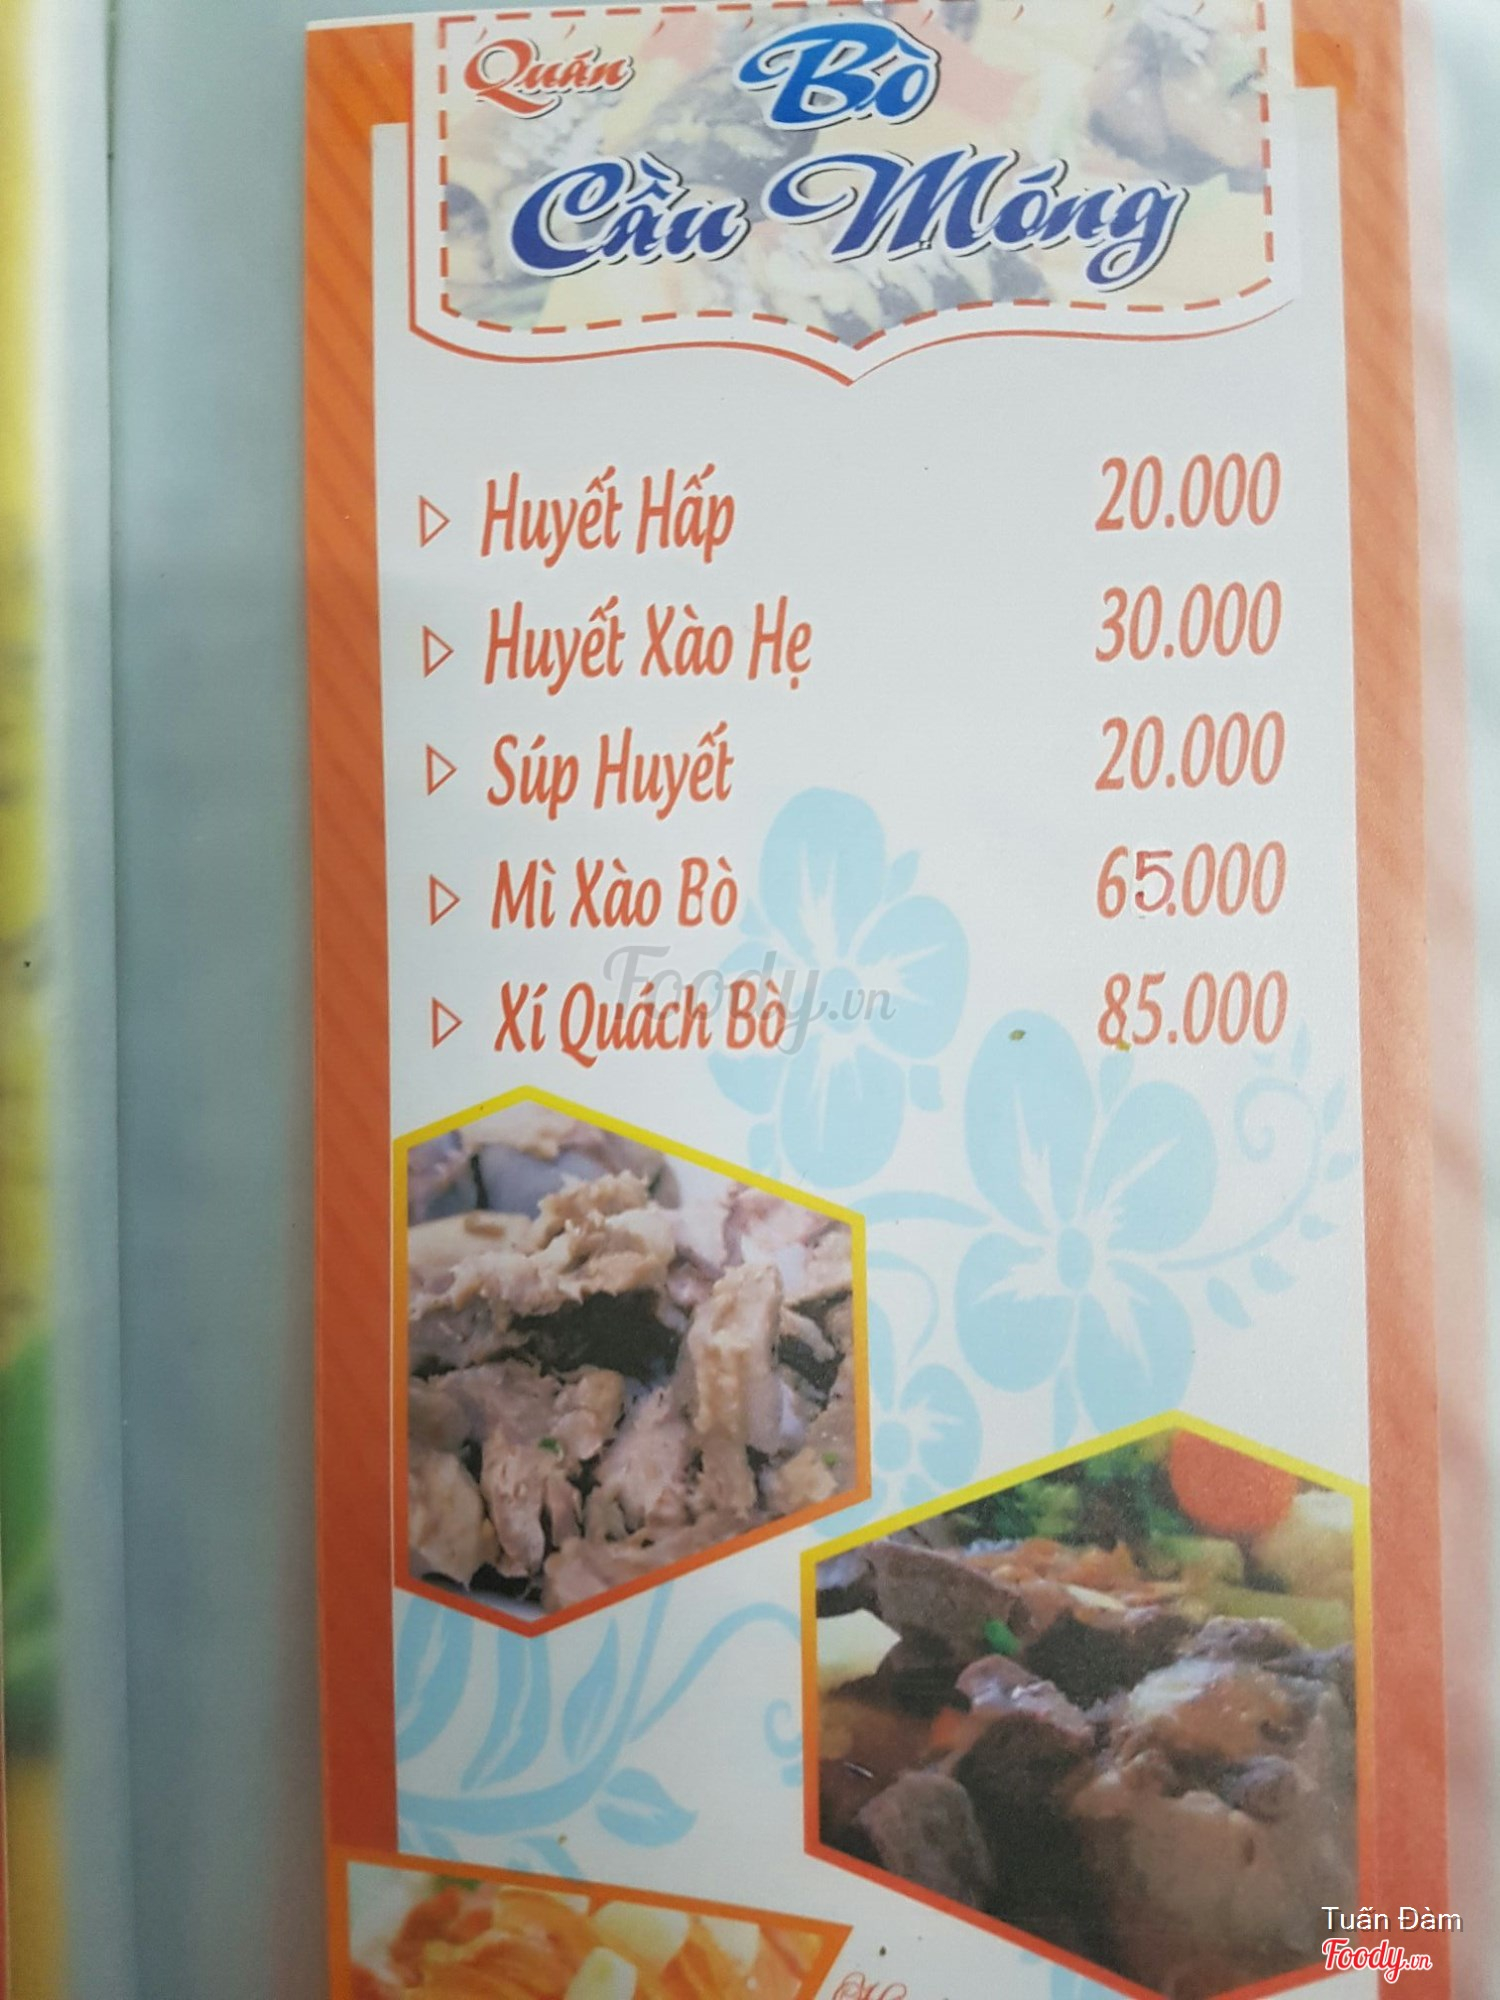 Quán Bò
Cầu Móng
Huyết Hấp 20.000
Huyết Xào Hẹ 30.000
Súp Huyết 20.000
Mì Xào Bò 65.000
Xí Quách Bò 85.000
Foody.vn
Tuấn Đàm
Foody.vn